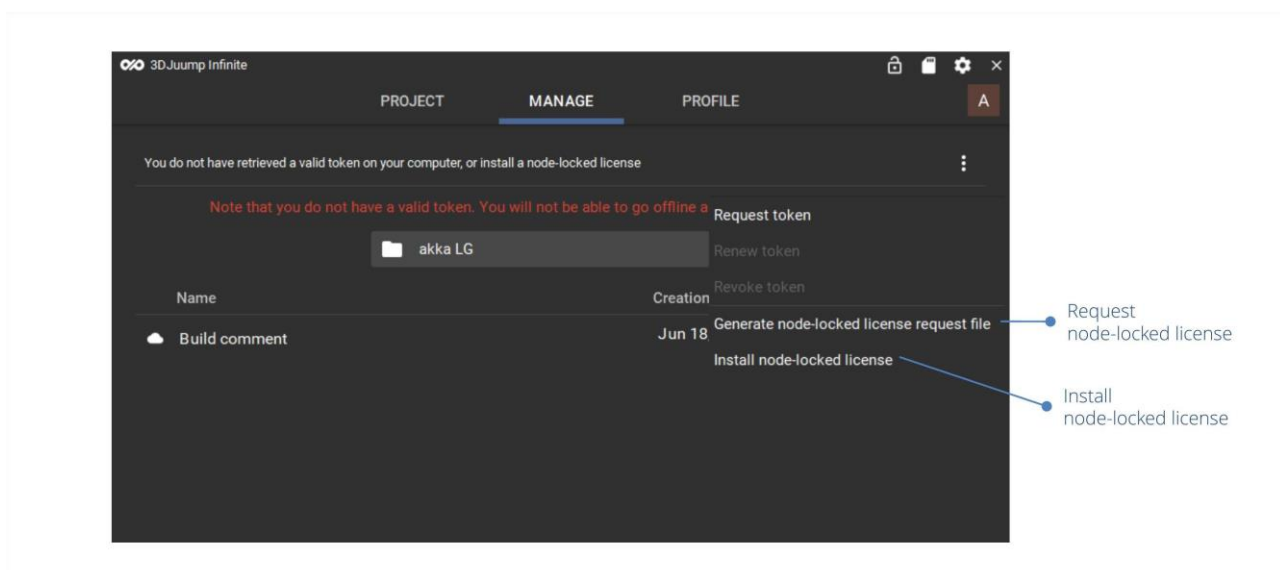 3DJuump Infinite
PROJECT
MANAGE
PROFILE
A
You do not have retrieved a valid token on your computer, or install a node-locked license
Note that you do not have a valid token. You will not be able to go offline a
Request token
akka LG
Renew token
Revoke token
Name
Creation
Generate node-locked license request file
Build comment
Jun 18
Install node-locked license
Request
node-locked license
Install
node-locked license